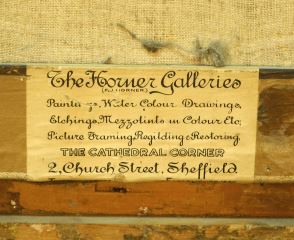 The Horner Galleries
(F.J. HORNER)
Paintings, Water Colour Drawings,
Etchings, Mezzotints in Colour Etc;
Picture Framing, Regilding & Restoring
THE CATHEDRAL CORNER
2, Church Street, Sheffield